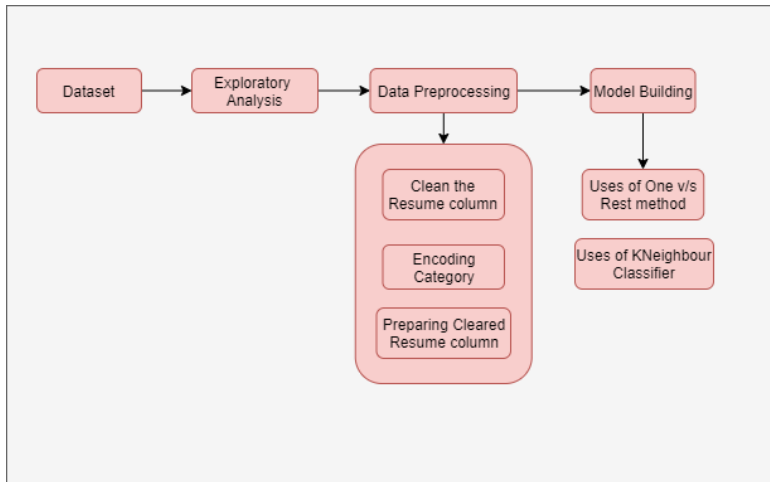 Dataset
Exploratory
Analysis
Data Preprocessing
Model Building
Clean the
Resume column
Encoding
Category
Preparing Cleared
Resume column
Uses of One v/s
Rest method
Uses of KNeighbour
Classifier